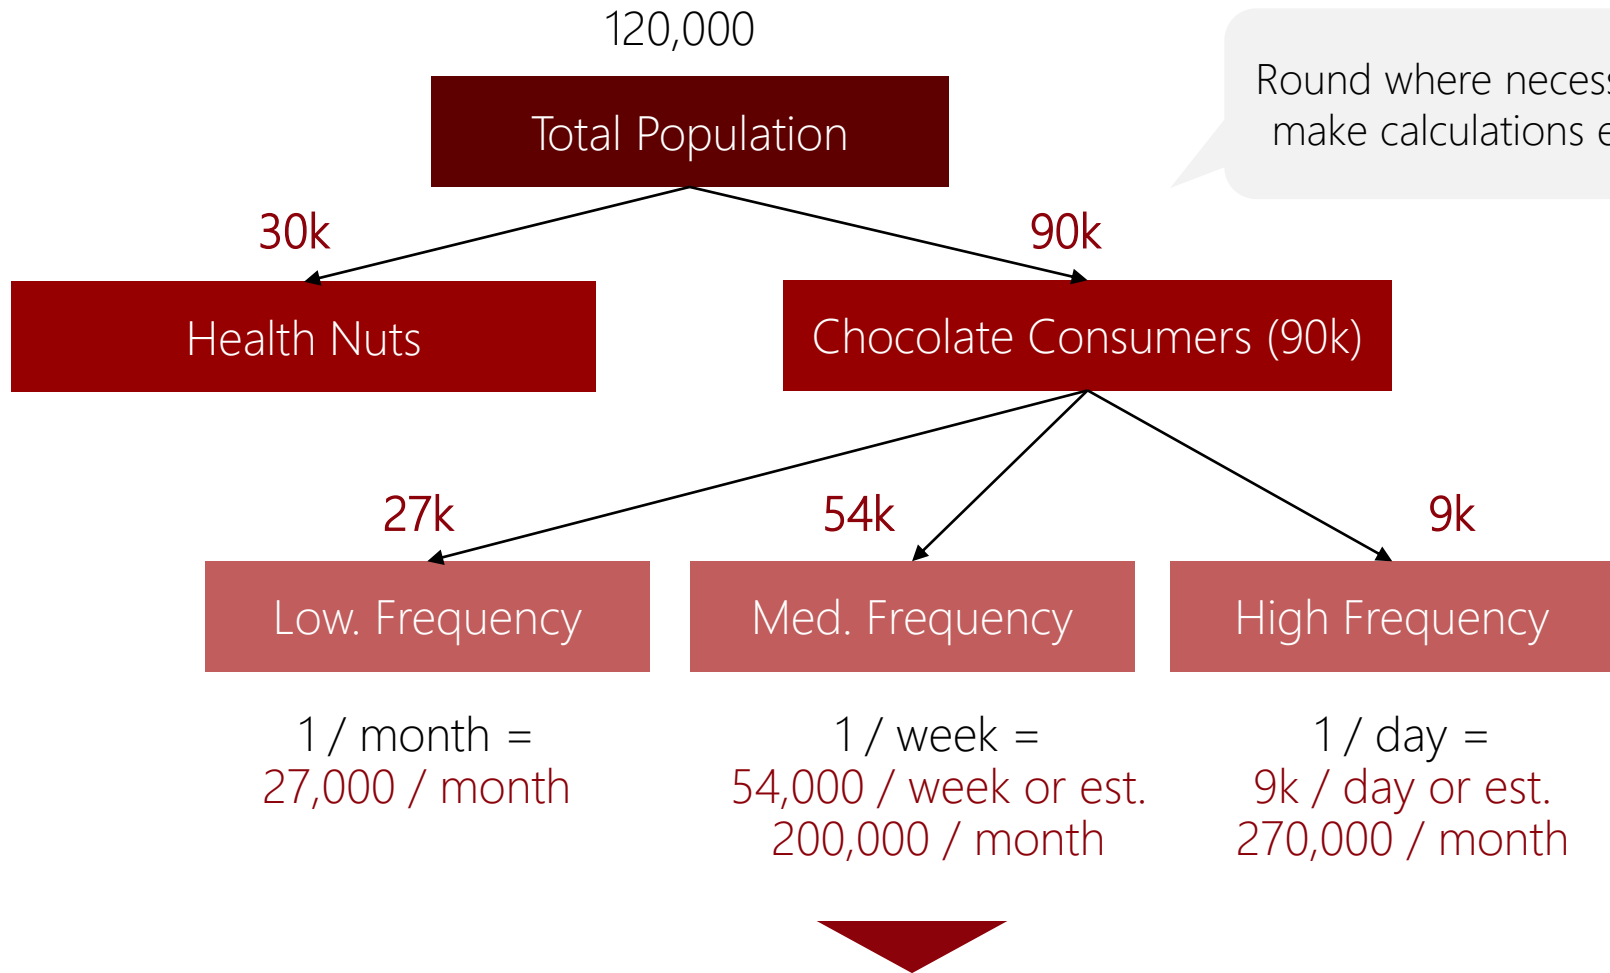 120,000
Round where
make calculations
Total Population
30k
90k
Health Nuts
Chocolate Consumers (90k)
27k
54k
9k
Low. Frequency
Med. Frequency
High Frequency
1 / month =
27,000 / month
1 / week =
54,000 / week or est.
200,000 / month
1 / day =
9k / day or est.
270,000 / month